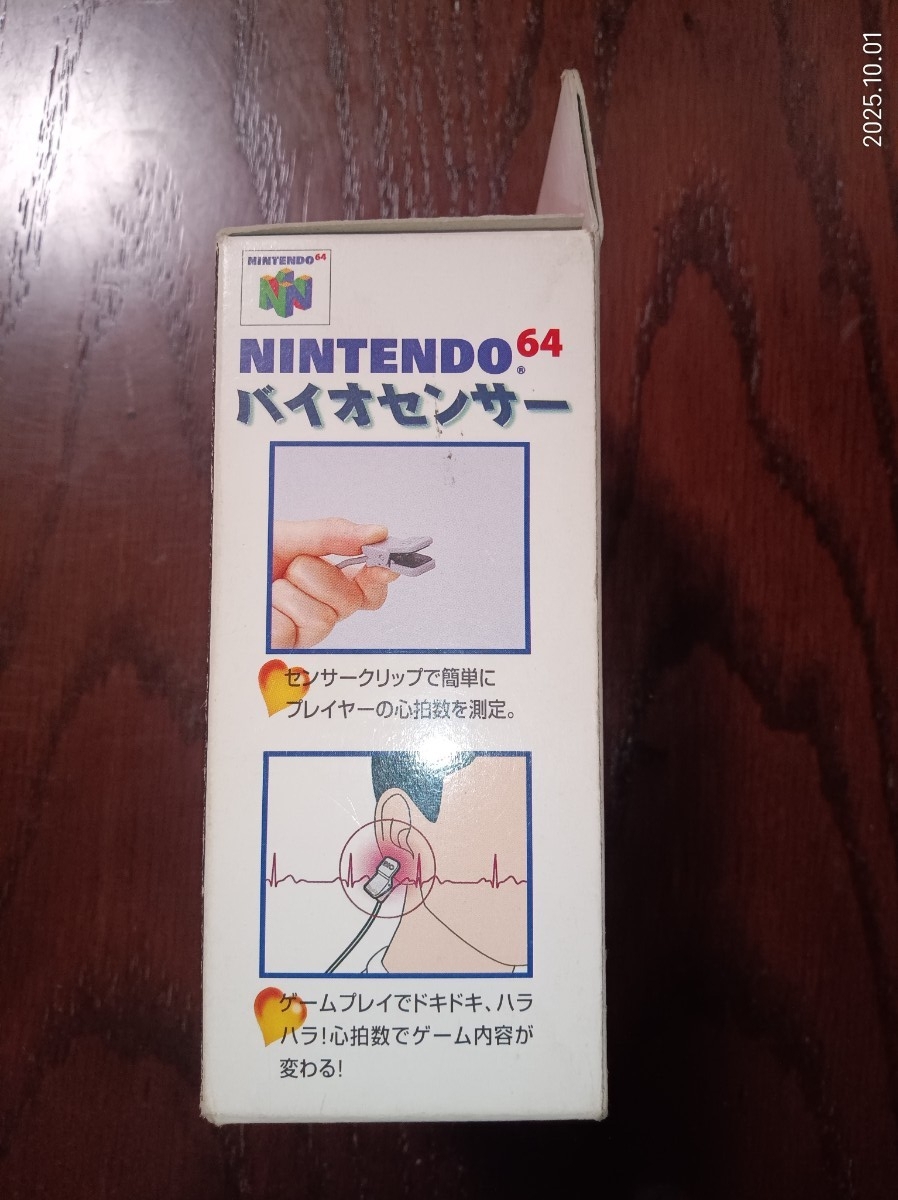 2025.10.01
NINTENDO64
NINTENDO64®
バイオセンサー
センサークリップで簡単に
プレイヤーの心拍数を測定。
ゲームプレイでドキドキ、ハラ
ハラ!心拍数でゲーム内容が
変わる!